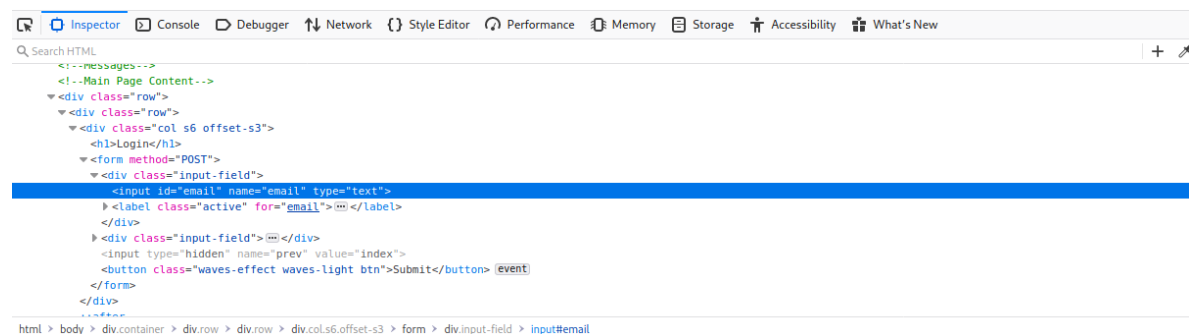 Inspector Console Debugger Network {} Style Editor Performance Memory Storage Accessibility What's New
Search HTML +
<!--Messages-->
<!--Main Page Content-->
<div class="row">
<div class="row">
<div class="col s6 offset-s3">
<h1>Login</h1>
<form method="POST">
<div class="input-field">
<input id="email" name="email" type="text">
<label class="active" for="email">⋯</label>
</div>
<div class="input-field">⋯</div>
<input type="hidden" name="prev" value="index">
<button class="waves-effect waves-light btn">Submit</button> event
</form>
</div>
::after
html > body > div.container > div.row > div.row > div.col.s6.offset-s3 > form > div.input-field > input#email